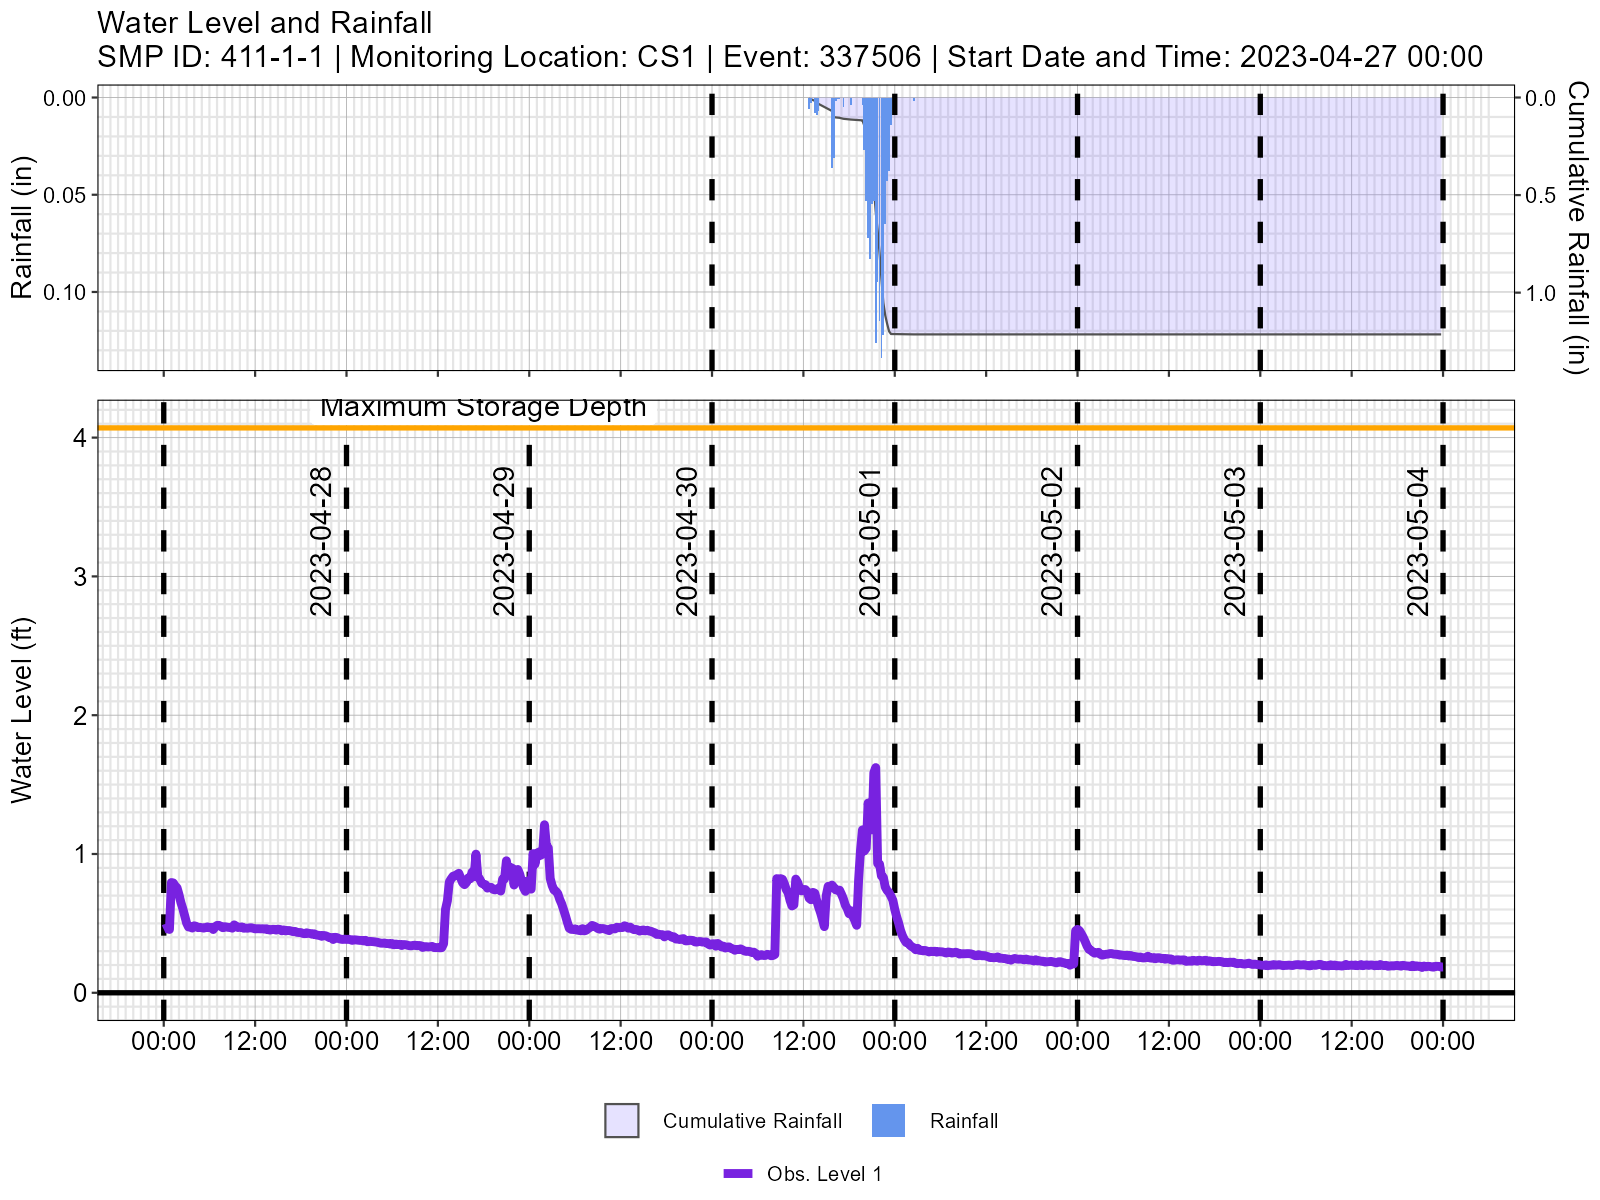 Water Level and Rainfall
SMP ID: 411-1-1 | Monitoring Location: CS1 | Event: 337506 | Start Date and Time: 2023-04-27 00:00
Rainfall (in)
0.00
0.05
0.10
0.0
0.5
1.0
Cumulative Rainfall (in)
Maximum Storage Depth
Water Level (ft)
4
3
2
1
0
2023-04-28
2023-04-29
2023-04-30
2023-05-01
2023-05-02
2023-05-03
2023-05-04
00:00 12:00 00:00 12:00 00:00 12:00 00:00 12:00 00:00 12:00 00:00 12:00 00:00 12:00 00:00
Cumulative Rainfall Rainfall
Obs. Level 1